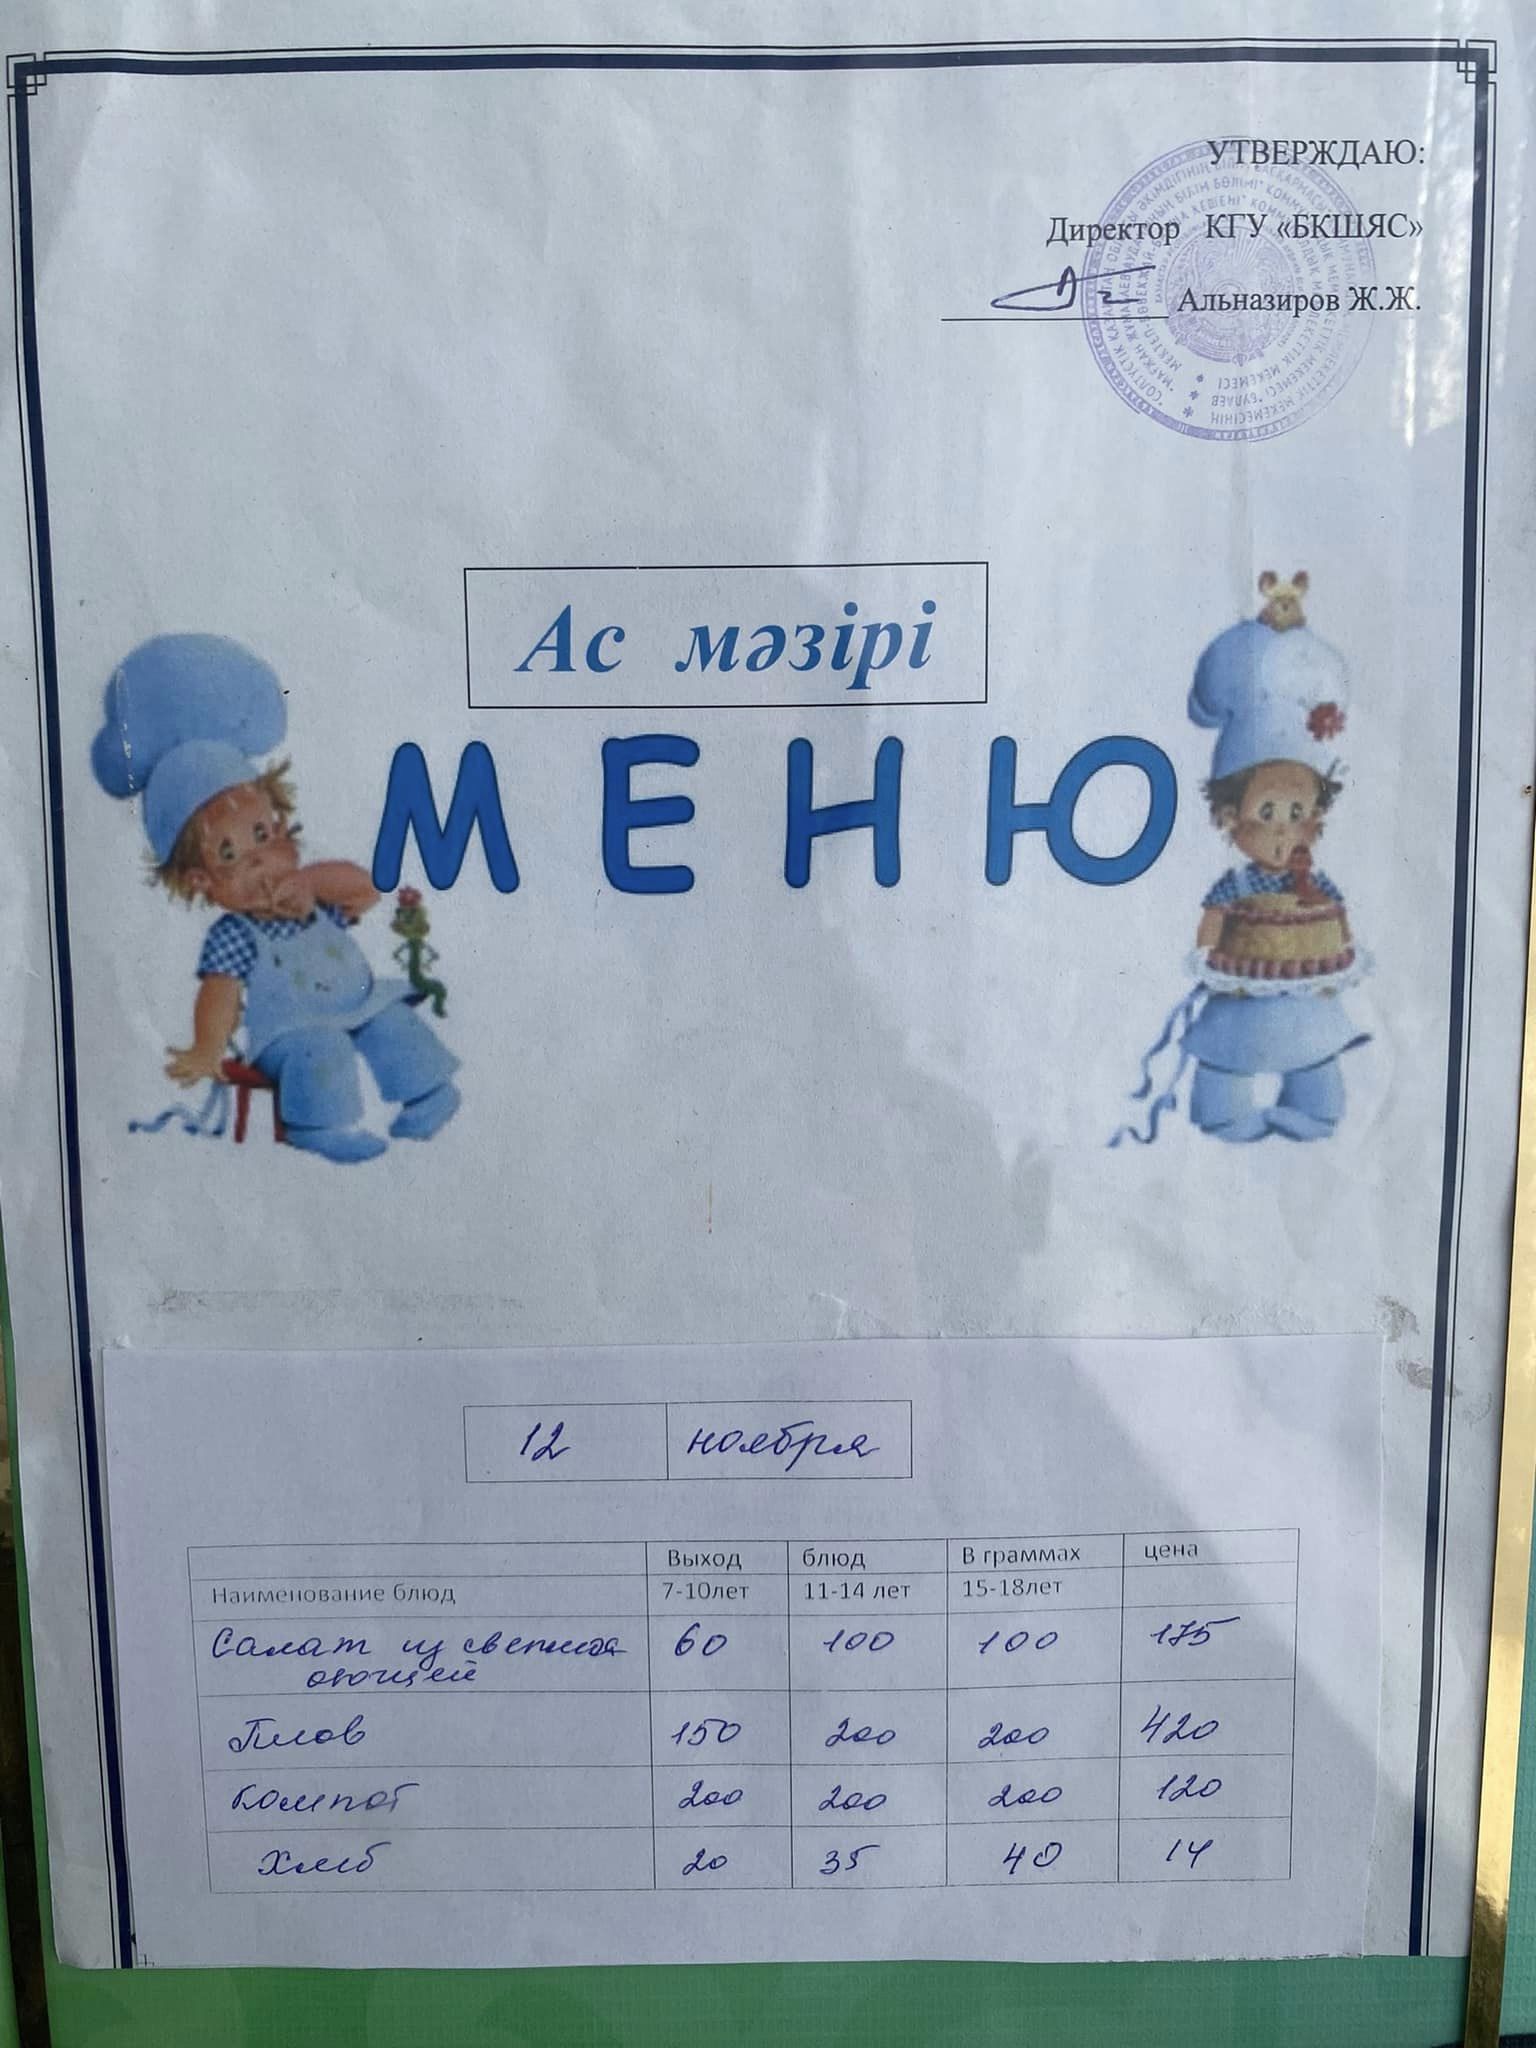 УТВЕРЖДАЮ:
Директор КГУ «БКШЯС»
Альназиров Ж.Ж.
Ас мәзірі
МЕНЮ
12 ноября
Выход блюд В граммах цена
Наименование блюд 7-10лет 11-14 лет 15-18лет
Салат из свежих 60 100 100 175
овощей
Плов 150 200 200 420
Компот 200 200 200 120
Хлеб 20 35 40 14